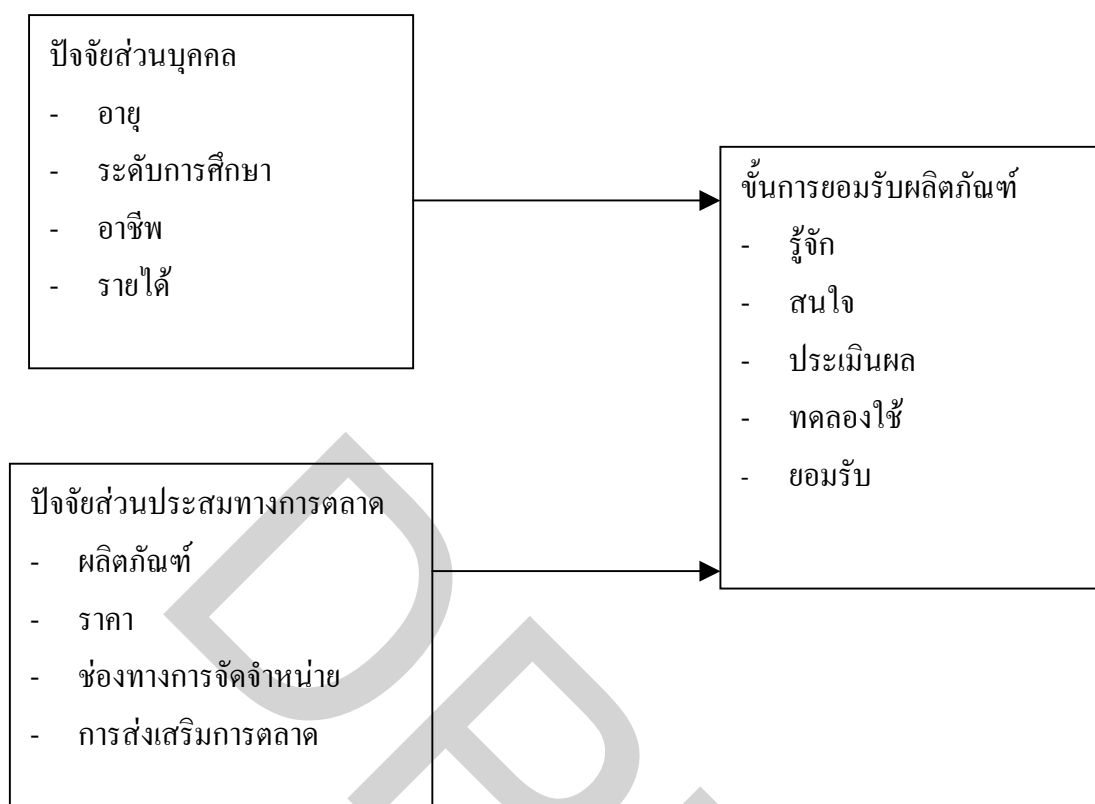 ปัจจัยส่วนบุคคล
- อายุ
- ระดับการศึกษา
- อาชีพ
- รายได้
ขั้นการยอมรับผลิตภัณฑ์
- รู้จัก
- สนใจ
- ประเมินผล
- ทดลองใช้
- ยอมรับ
ปัจจัยส่วนประสมทางการตลาด
- ผลิตภัณฑ์
- ราคา
- ช่องทางการจัดจำหน่าย
- การส่งเสริมการตลาด